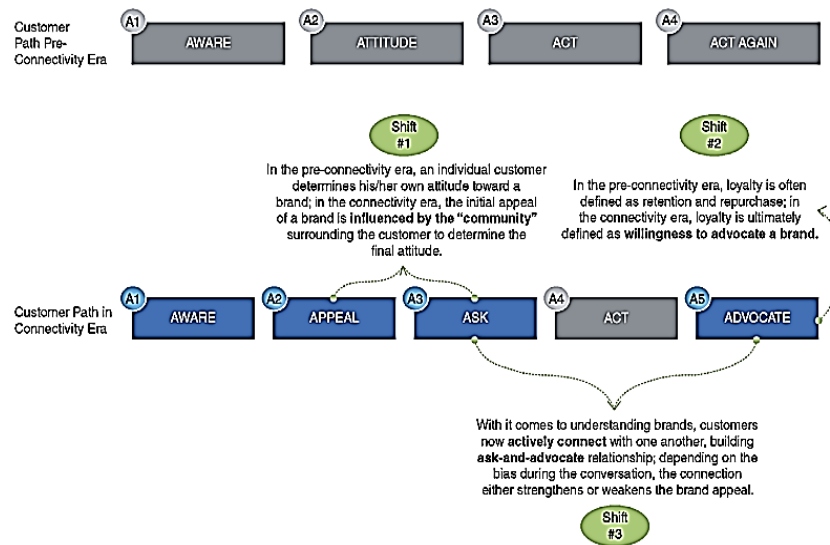 Customer
Path Pre-
Connectivity Era
A1
AWARE
A2
ATTITUDE
A3
ACT
A4
ACT AGAIN
Shift
#1
In the pre-connectivity era, an individual customer
determines his/her own attitude toward a
brand; in the connectivity era, the initial appeal
of a brand is influenced by the “community”
surrounding the customer to determine the
final attitude.
Shift
#2
In the pre-connectivity era, loyalty is often
defined as retention and repurchase; in
the connectivity era, loyalty is ultimately
defined as willingness to advocate a brand.
Customer Path in
Connectivity Era
A1
AWARE
A2
APPEAL
A3
ASK
A4
ACT
A5
ADVOCATE
With it comes to understanding brands, customers
now actively connect with one another, building
ask-and-advocate relationship; depending on the
bias during the conversation, the connection
either strengthens or weakens the brand appeal.
Shift
#3